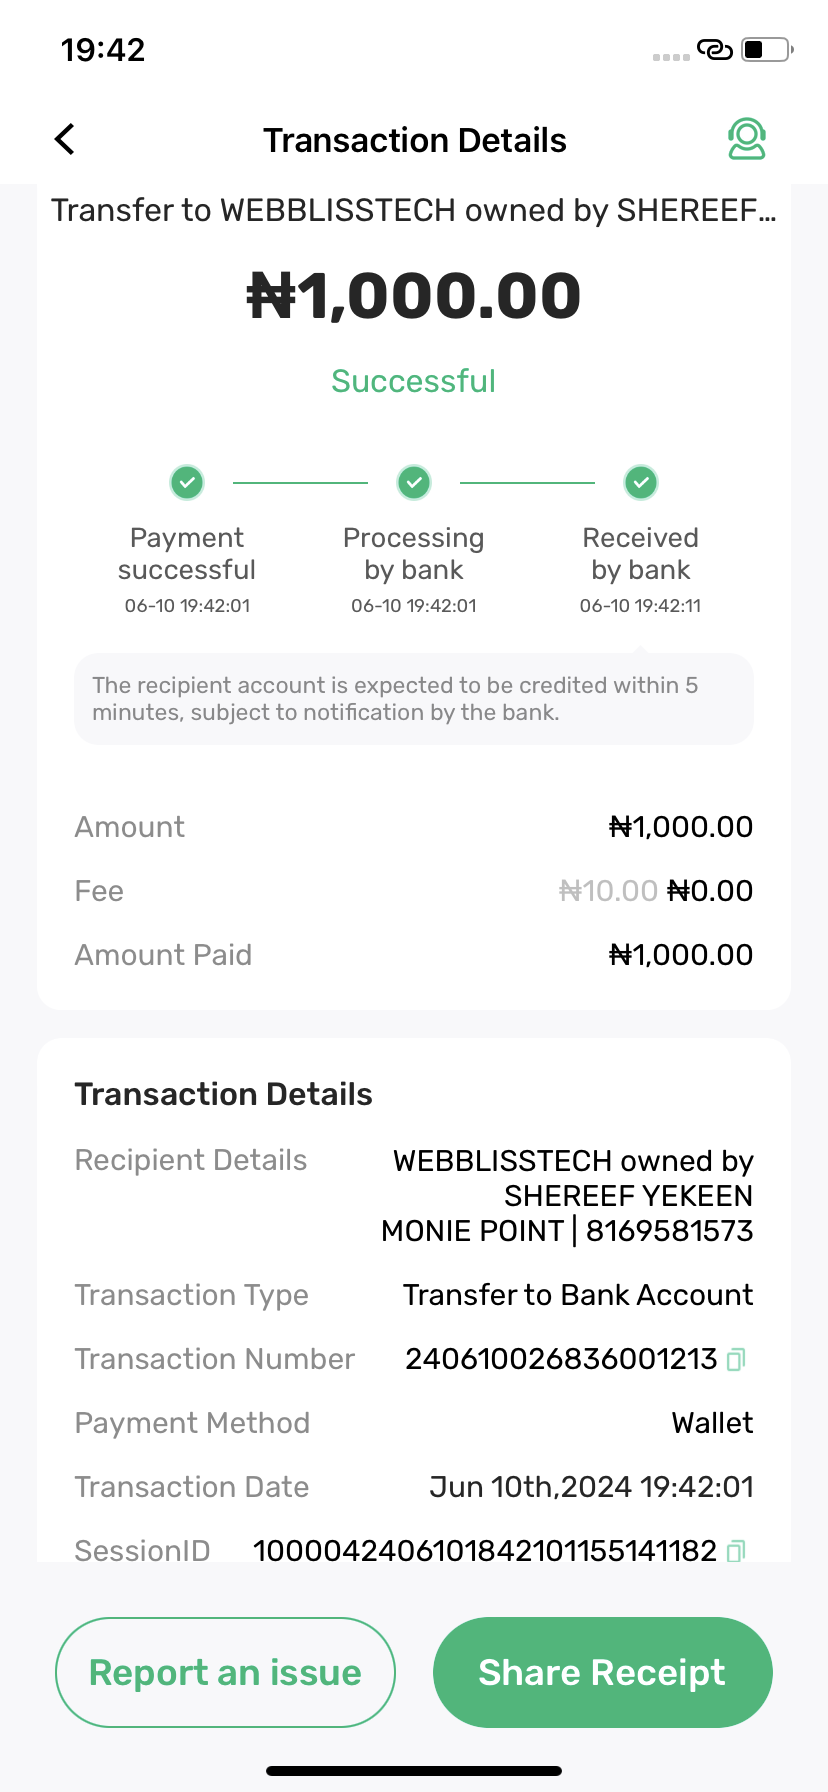 19:42
Transaction Details
Transfer to WEBBLISSTECH owned by SHEREEF...
₦1,000.00
Successful
Payment successful
06-10 19:42:01
Processing by bank
06-10 19:42:01
Received by bank
06-10 19:42:11
The recipient account is expected to be credited within 5
minutes, subject to notification by the bank.
Amount ₦1,000.00
Fee ₦10.00 ₦0.00
Amount Paid ₦1,000.00
Transaction Details
Recipient Details WEBBLISSTECH owned by
SHEREEF YEKEEN
MONIE POINT | 8169581573
Transaction Type Transfer to Bank Account
Transaction Number 240610026836001213
Payment Method Wallet
Transaction Date Jun 10th,2024 19:42:01
SessionID 100004240610184210115514​1182
Report an issue
Share Receipt